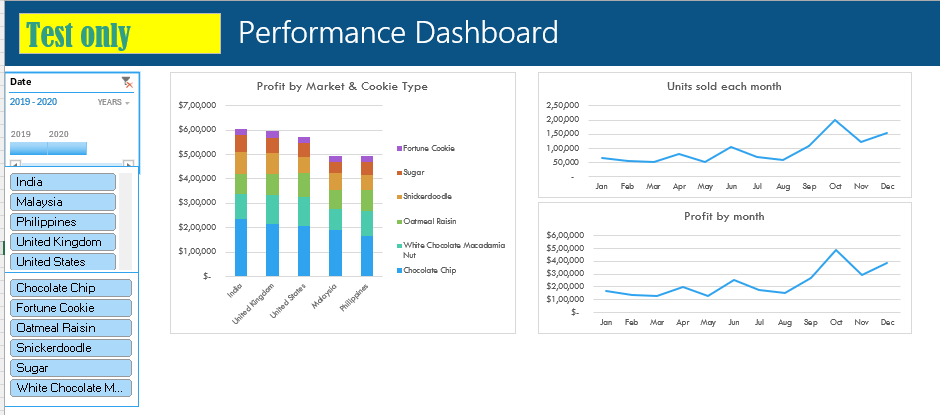 Test only
Performance Dashboard
Date
2019 - 2020
YEARS
2019 2020
India
Malaysia
Philippines
United Kingdom
United States
Chocolate Chip
Fortune Cookie
Oatmeal Raisin
Snickerdoodle
Sugar
White Chocolate M...
Profit by Market & Cookie Type
$7,00,000
$6,00,000
$5,00,000
$4,00,000
$3,00,000
$2,00,000
$1,00,000
$-
India
United Kingdom
United States
Malaysia
Philippines
Fortune Cookie
Sugar
Snickerdoodle
Oatmeal Raisin
White Chocolate Macadamia
Nut
Chocolate Chip
Units sold each month
2,50,000
2,00,000
1,50,000
1,00,000
50,000
-
Jan Feb Mar Apr May Jun Jul Aug Sep Oct Nov Dec
Profit by month
$6,00,000
$5,00,000
$4,00,000
$3,00,000
$2,00,000
$1,00,000
$-
Jan Feb Mar Apr May Jun Jul Aug Sep Oct Nov Dec